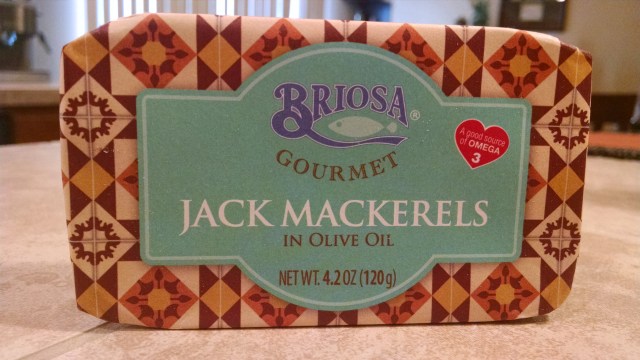 BRIOSA®
GOURMET
A good source
of OMEGA
3
JACK MACKERELS
IN OLIVE OIL
NET WT. 4.2 OZ (120g)